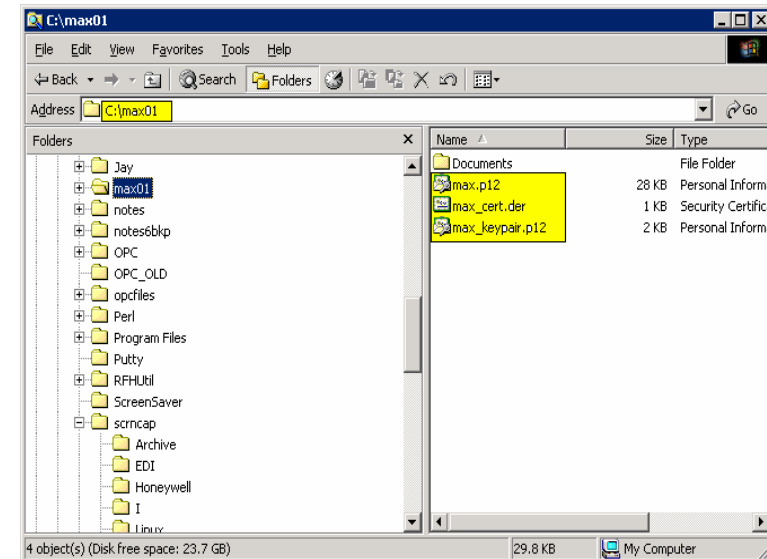 C:\max01
File Edit View Favorites Tools Help
Back Search Folders
Address C:\max01 Go
Folders
Jay
max01
notes
notes6bkp
OPC
OPC_OLD
opcfiles
Perl
Program Files
Putty
RFHUtil
ScreenSaver
scrncap
Archive
EDI
Honeywell
I
Linux
Name Size Type
Documents File Folder
max.p12 28 KB Personal Inform
max_cert.der 1 KB Security Certific
max_keypair.p12 2 KB Personal Inform
4 object(s) (Disk free space: 23.7 GB) 29.8 KB My Computer